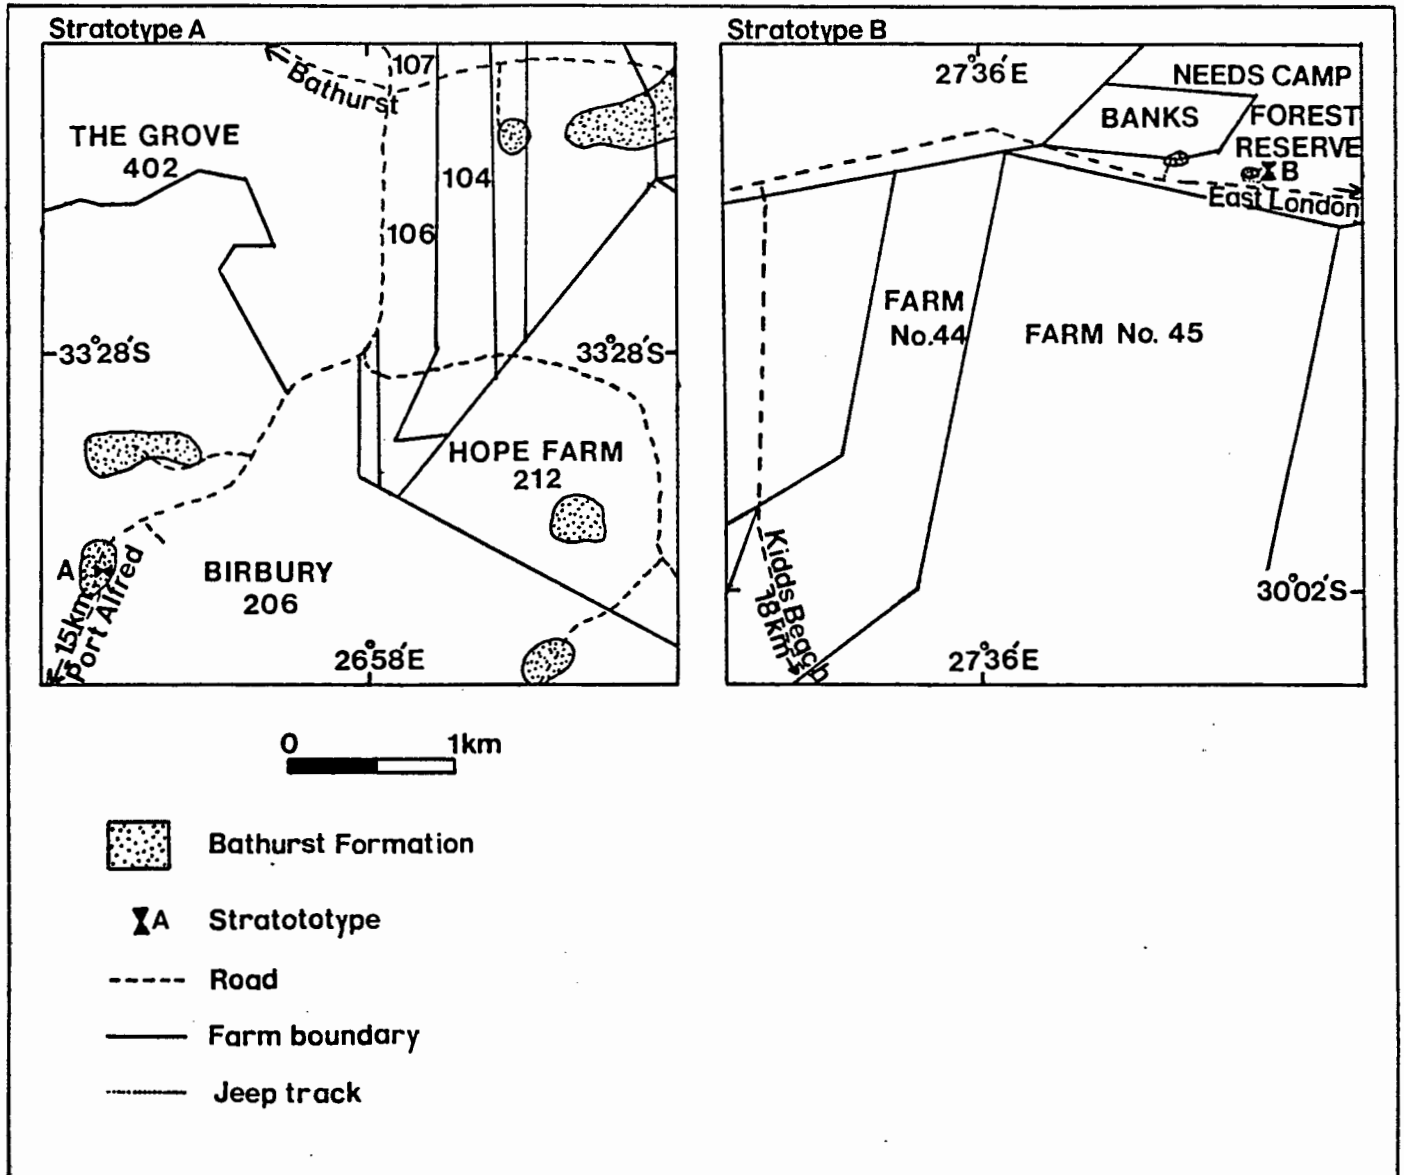 Stratotype A
Bathurst
107
THE GROVE
402
104
106
33°28'S
33°28'S
HOPE FARM
212
A
BIRBURY
206
15km
Port Alfred
26°58'E
Stratotype B
27°36'E
NEEDS CAMP
BANKS
FOREST
RESERVE
B
East London
FARM
No.44
FARM No. 45
Kidds Beach
18km
30°02'S
27°36'E
0 1km
Bathurst Formation
A Stratototype
Road
Farm boundary
Jeep track